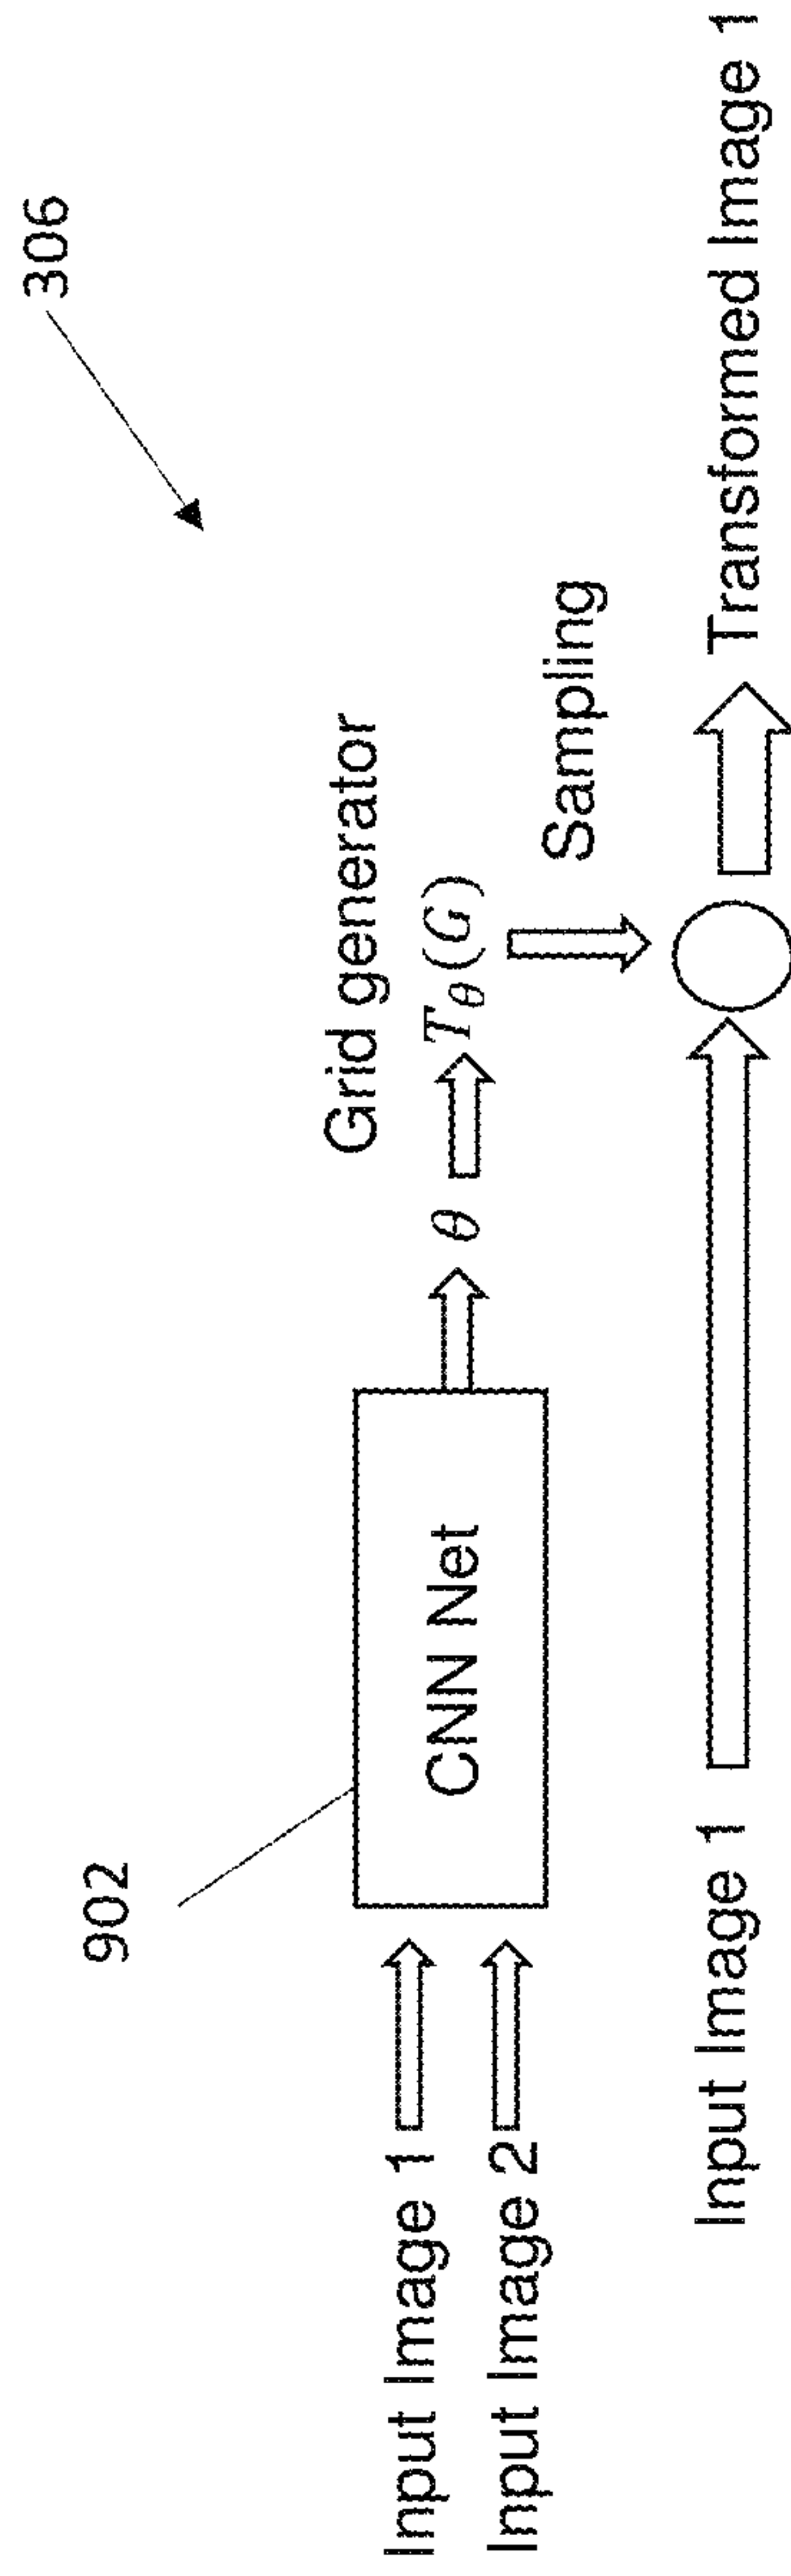 306
902
Grid generator
Input Image 1
CNN Net
θ
T_θ(G)
Input Image 2
Sampling
Input Image 1
Transformed Image 1